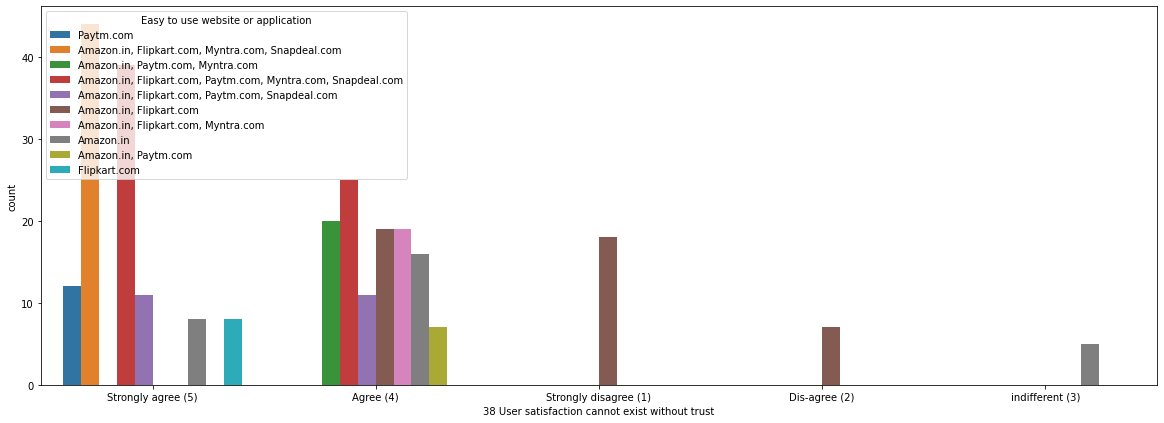 Easy to use website or application
Paytm.com
Amazon.in, Flipkart.com, Myntra.com, Snapdeal.com
Amazon.in, Paytm.com, Myntra.com
Amazon.in, Flipkart.com, Paytm.com, Myntra.com, Snapdeal.com
Amazon.in, Flipkart.com, Paytm.com, Snapdeal.com
Amazon.in, Flipkart.com
Amazon.in, Flipkart.com, Myntra.com
Amazon.in
Amazon.in, Paytm.com
Flipkart.com
count
40
30
20
10
0
Strongly agree (5) Agree (4) Strongly disagree (1) Dis-agree (2) indifferent (3)
38 User satisfaction cannot exist without trust